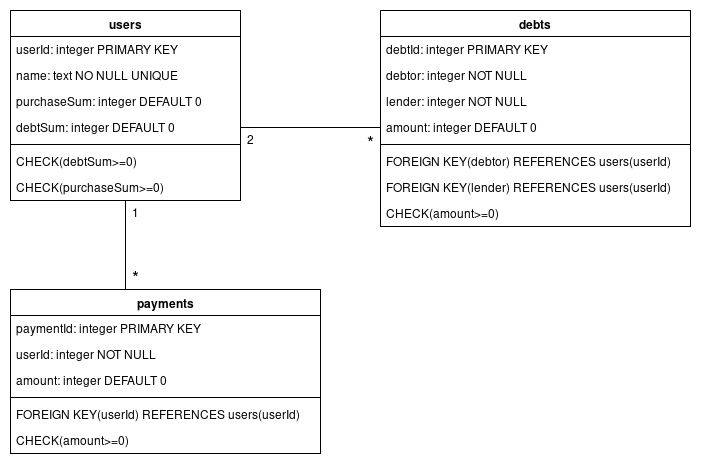 users
userId: integer PRIMARY KEY
name: text NO NULL UNIQUE
purchaseSum: integer DEFAULT 0
debtSum: integer DEFAULT 0
CHECK(debtSum>=0)
CHECK(purchaseSum>=0)
2
*
debts
debtId: integer PRIMARY KEY
debtor: integer NOT NULL
lender: integer NOT NULL
amount: integer DEFAULT 0
FOREIGN KEY(debtor) REFERENCES users(userId)
FOREIGN KEY(lender) REFERENCES users(userId)
CHECK(amount>=0)
1
*
payments
paymentId: integer PRIMARY KEY
userId: integer NOT NULL
amount: integer DEFAULT 0
FOREIGN KEY(userId) REFERENCES users(userId)
CHECK(amount>=0)